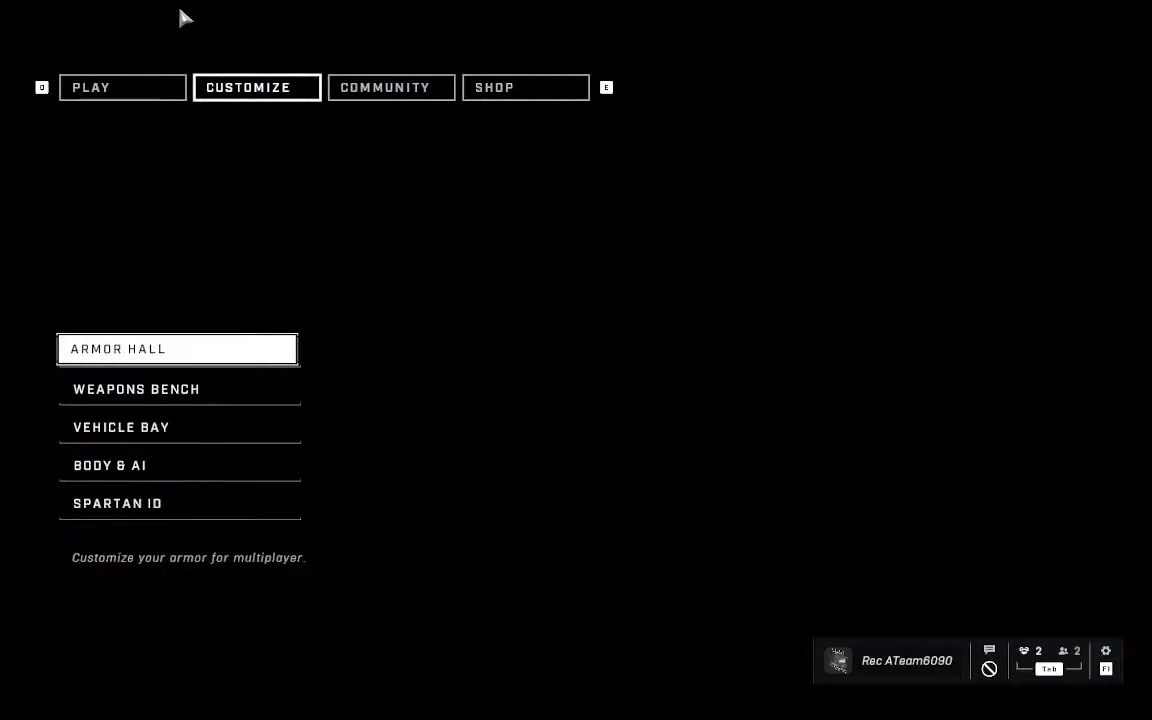 Q PLAY CUSTOMIZE COMMUNITY SHOP E
ARMOR HALL
WEAPONS BENCH
VEHICLE BAY
BODY & AI
SPARTAN ID
Customize your armor for multiplayer.
Rec ATeam6090 2 2
Tab F1